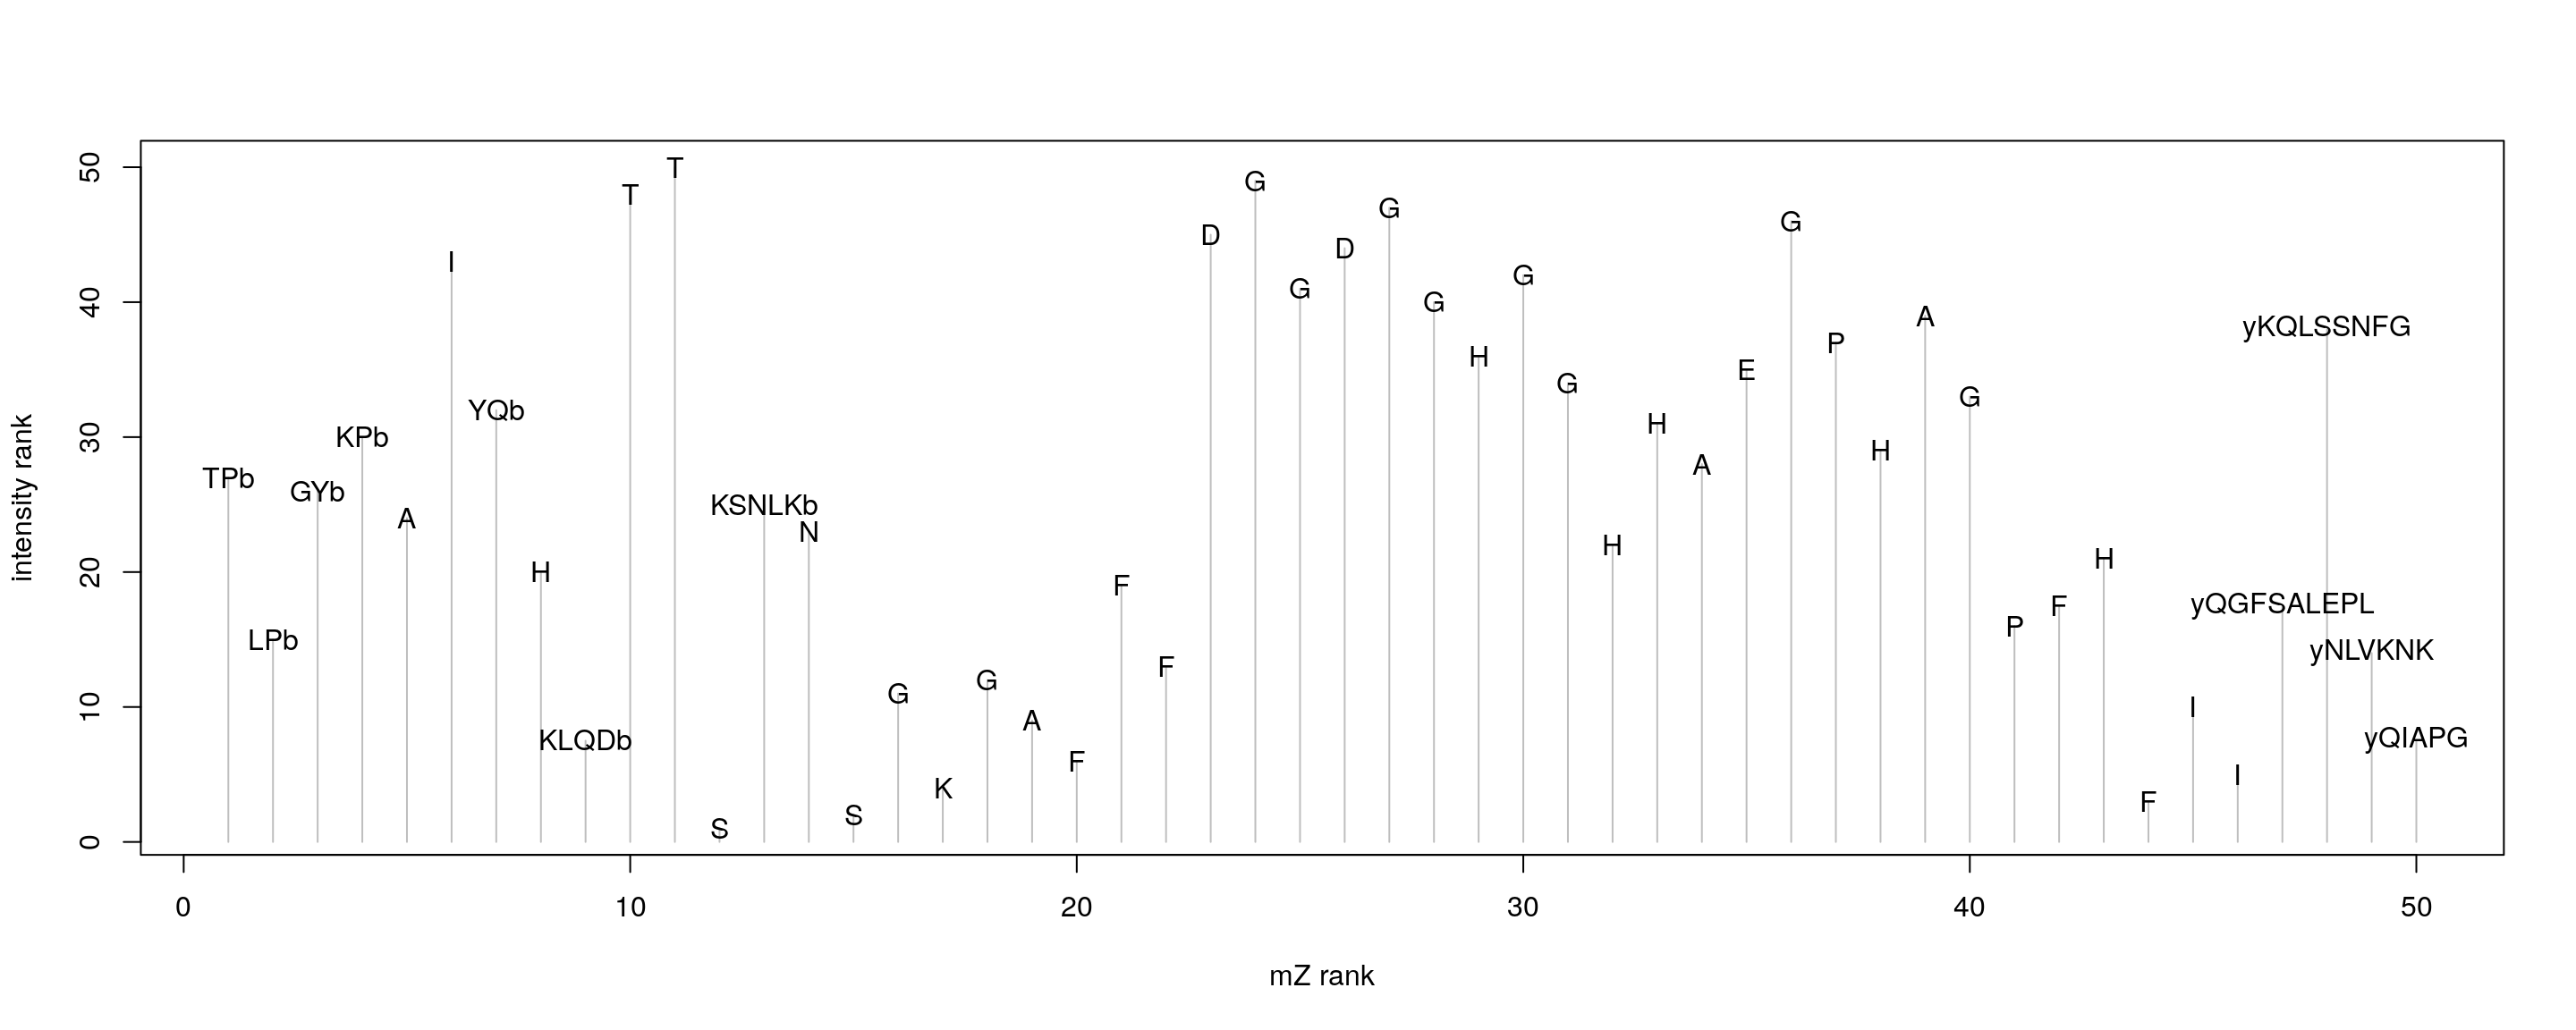 T
50
G
T
G
G
D
D
I
G
G
40
G
A
yKQLSSNFG
P
H
E
G
G
YQb
H
KPb
30
H
A
TPb
GYb
KSNLKb
A
N
H
H
20
H
F
yQGFSALEPL
F
P
LPb
yNLVKNK
F
G
G
10
I
A
KLQDb
yQIAPG
F
I
K
F
S
S
0
intensity rank
0
10
20
30
40
50
mZ rank